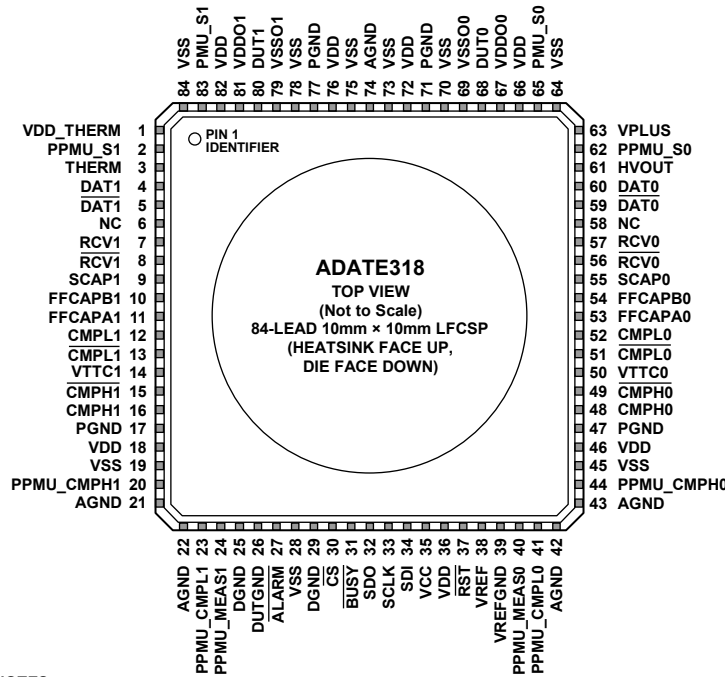 84 VSS
83 PMU_S1
82 VDD
81 VDDO1
80 DUT1
79 VSSO1
78 VSS
77 PGND
76 VDD
75 VSS
74 AGND
73 VSS
72 VDD
71 PGND
70 VSS
69 VSSO0
68 DUT0
67 VDDO0
66 VDD
65 PMU_S0
64 VSS
VDD_THERM 1
PPMU_S1 2
THERM 3
DAT1 4
DAT1 5
NC 6
RCV1 7
RCV1 8
SCAP1 9
FFCAPB1 10
FFCAPA1 11
CMPL1 12
CMPL1 13
VTTC1 14
CMPH1 15
CMPH1 16
PGND 17
VDD 18
VSS 19
PPMU_CMPH1 20
AGND 21
PIN 1
IDENTIFIER
ADATE318
TOP VIEW
(Not to Scale)
84-LEAD 10mm × 10mm LFCSP
(HEATSINK FACE UP,
DIE FACE DOWN)
63 VPLUS
62 PPMU_S0
61 HVOUT
60 DAT0
59 DAT0
58 NC
57 RCV0
56 RCV0
55 SCAP0
54 FFCAPB0
53 FFCAPA0
52 CMPL0
51 CMPL0
50 VTTC0
49 CMPH0
48 CMPH0
47 PGND
46 VDD
45 VSS
44 PPMU_CMPH0
43 AGND
AGND 22
PPMU_CMPL1 23
PPMU_MEAS1 24
DGND 25
DUTGND 26
ALARM 27
VSS 28
DGND 29
CS 30
BUSY 31
SDO 32
SCLK 33
SDI 34
VCC 35
VDD 36
RST 37
VREF 38
VREFGND 39
PPMU_MEAS0 40
PPMU_CMPL0 41
AGND 42